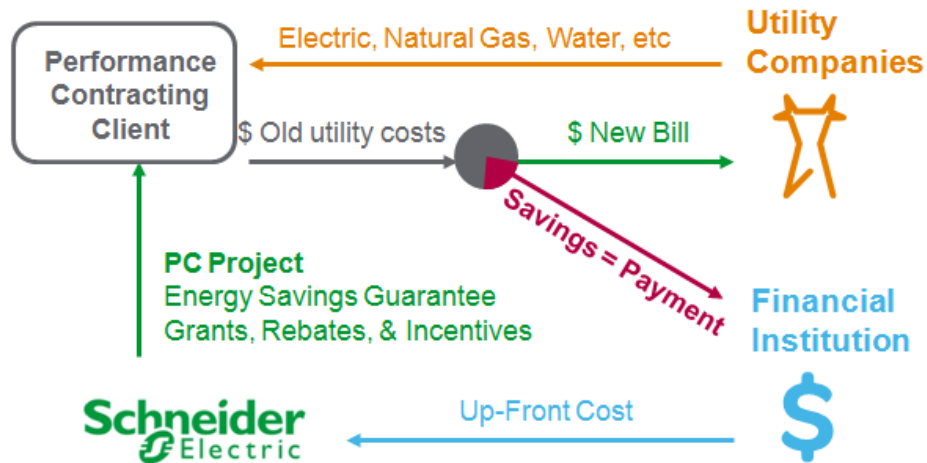 Performance
Contracting
Client
Electric, Natural Gas, Water, etc
Utility
Companies
$ Old utility costs
$ New Bill
Savings = Payment
PC Project
Energy Savings Guarantee
Grants, Rebates, & Incentives
Financial
Institution
$
Schneider
Electric
Up-Front Cost